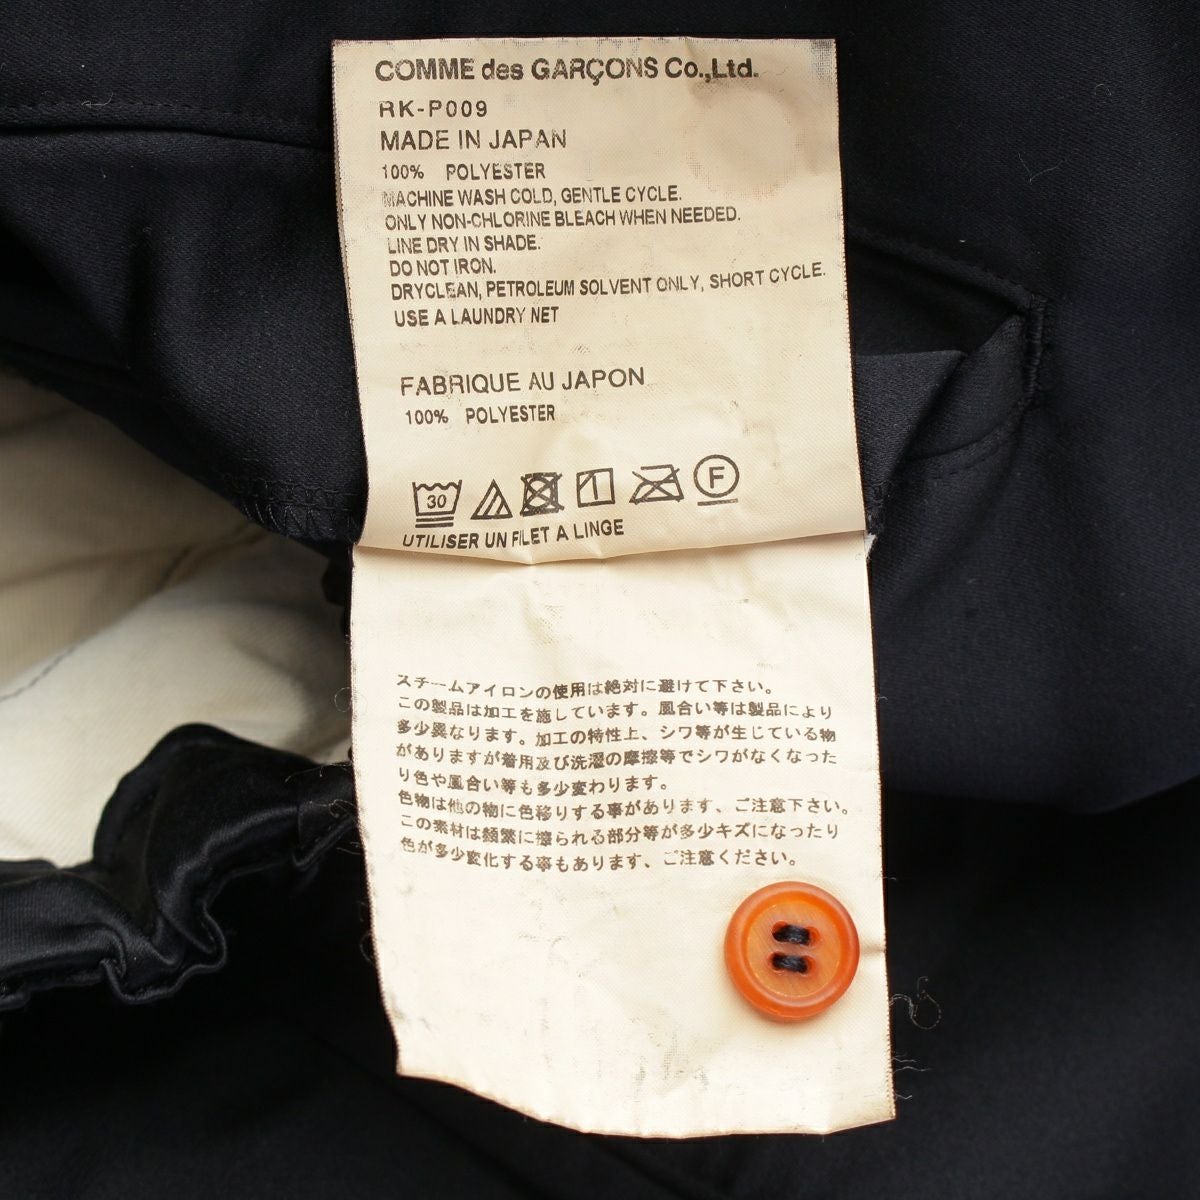 COMME des GARÇONS Co.,Ltd.
RK-P009
MADE IN JAPAN
100% POLYESTER
MACHINE WASH COLD, GENTLE CYCLE.
ONLY NON-CHLORINE BLEACH WHEN NEEDED.
LINE DRY IN SHADE.
DO NOT IRON.
DRYCLEAN, PETROLEUM SOLVENT ONLY, SHORT CYCLE.
USE A LAUNDRY NET
FABRIQUE AU JAPON
100% POLYESTER
30 F
UTILISER UN FILET A LINGE
スチームアイロンの使用は絶対に避けて下さい。
この製品は加工を施しています。風合い等は製品により
多少異なります。加工の特性上、シワ等が生じている物
がありますが着用及び洗濯の摩擦等でシワがなくなった
り色や風合い等も多少変わります。
色物は他の物に色移りする事があります、ご注意下さい。
この素材は頻繁に擦られる部分等が多少キズになったり
色が多少変化する事もあります、ご注意ください。